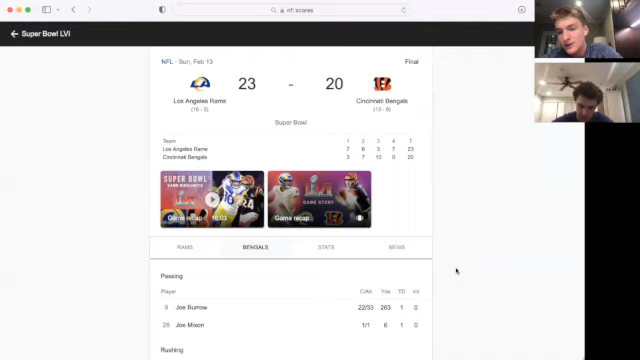 nfl scores
Super Bowl LVI
NFL · Sun, Feb 13 Final
23 - 20
Los Angeles Rams Cincinnati Bengals
(16 - 5) (13 - 8)
Super Bowl
Team 1 2 3 4 T
Los Angeles Rams 7 6 3 7 23
Cincinnati Bengals 3 7 10 0 20
SUPER BOWL
GAME HIGHLIGHTS
Game recap 16:03
LVI
GAME STORY
Game recap
RAMS BENGALS STATS NEWS
Passing
Player C/Att Yds TD Int
9 Joe Burrow 22/33 263 1 0
28 Joe Mixon 1/1 6 1 0
Rushing